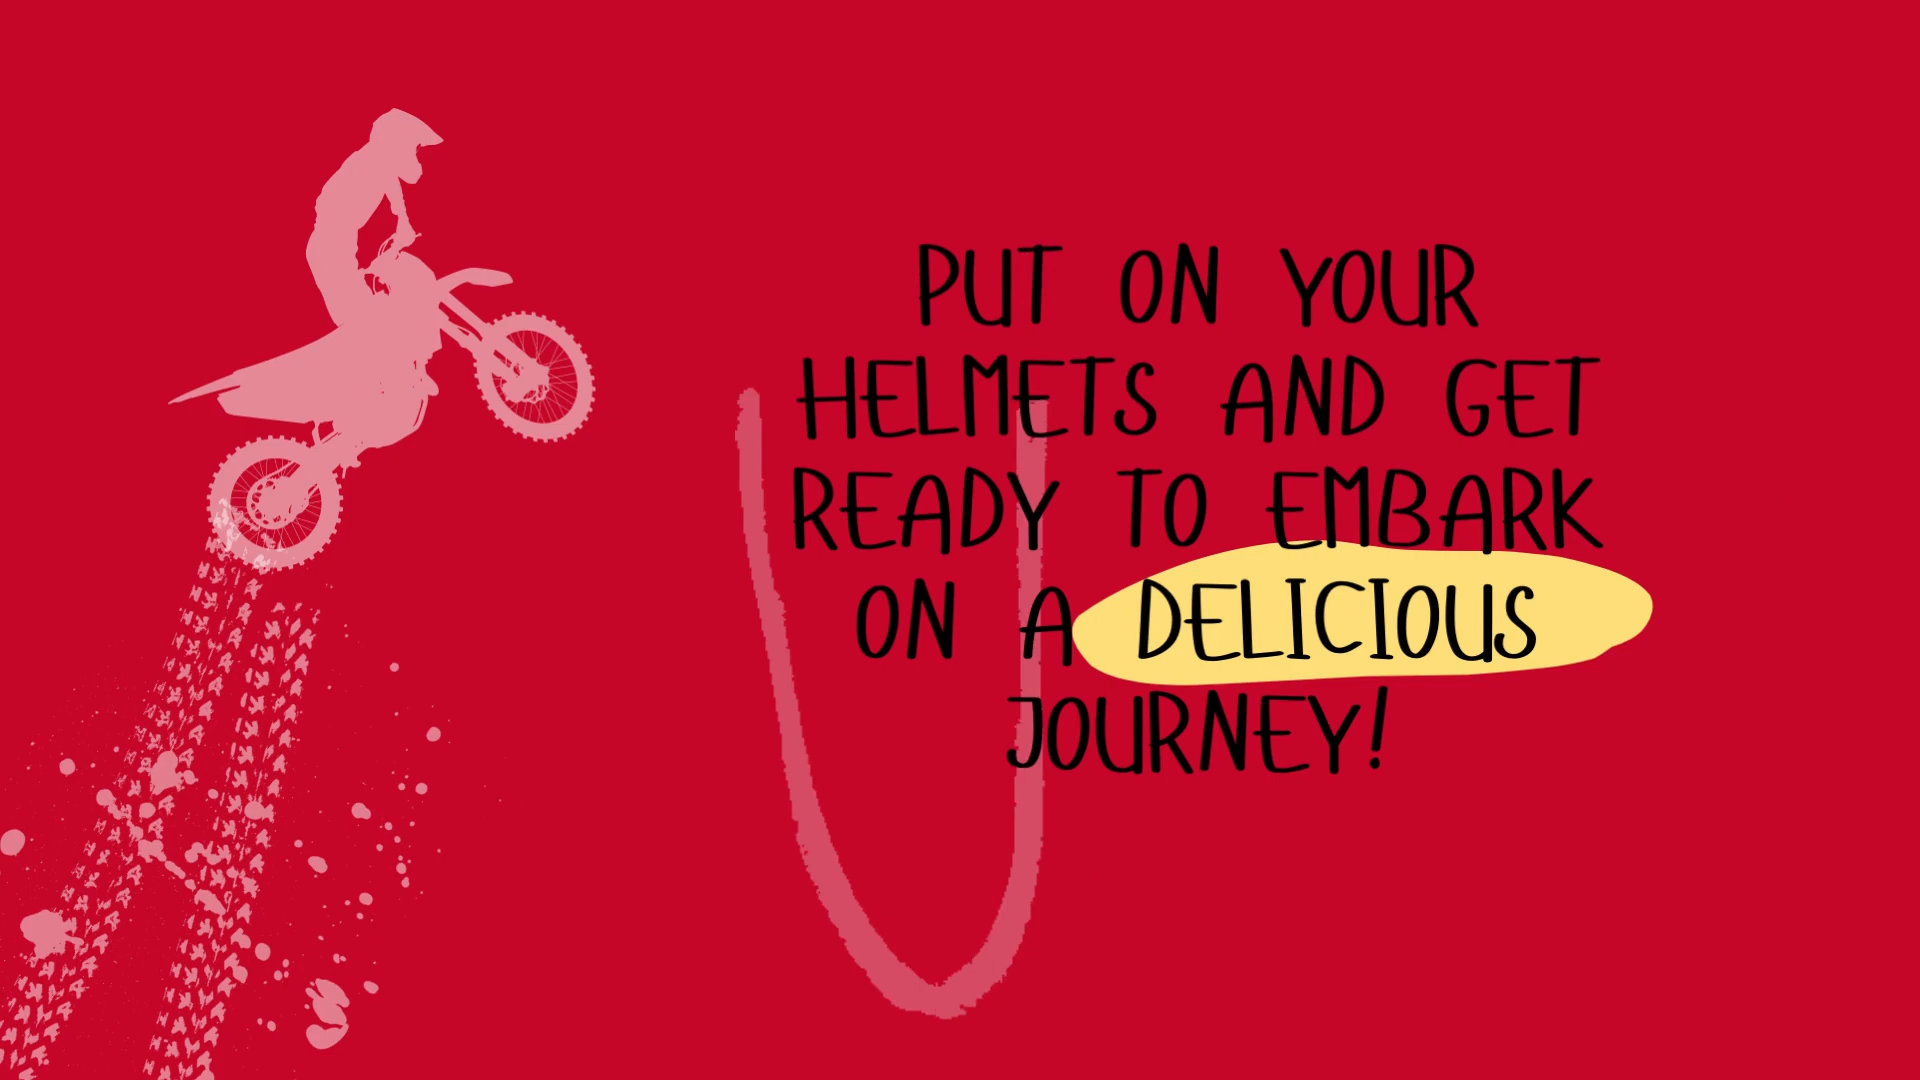 PUT ON YOUR
HELMETS AND GET
READY TO EMBARK
ON A DELICIOUS
JOURNEY!